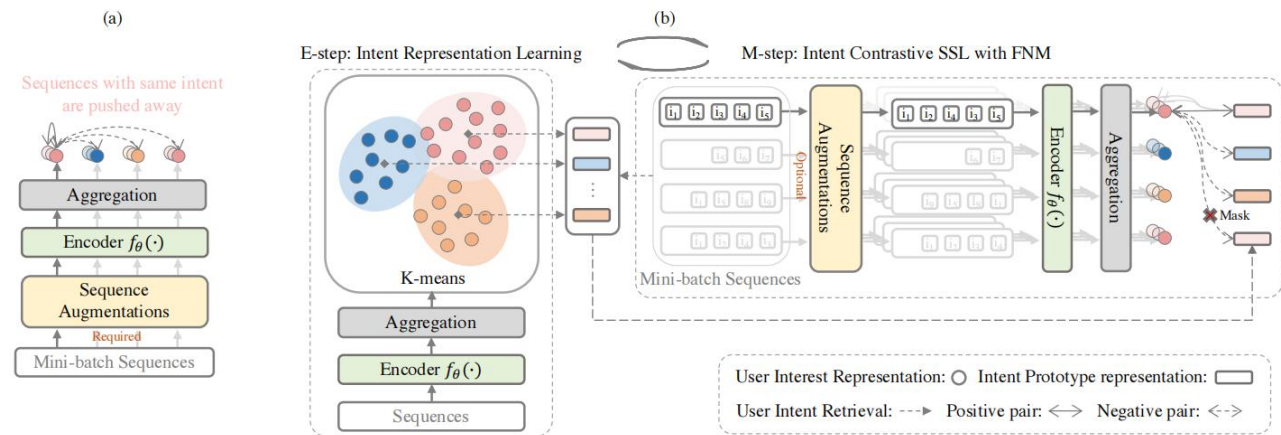 (a)
(b)
E-step: Intent Representation Learning
M-step: Intent Contrastive SSL with FNM
Sequences with same intent
are pushed away
Aggregation
Encoder fθ(·)
Sequence
Augmentations
Required
Mini-batch Sequences
K-means
Aggregation
Encoder fθ(·)
Sequences
⋮
i1 i2 i3 i4 i5
Mini-batch Sequences
Optional
Sequence
Augmentations
i1 i2 i3 i4 i5
Encoder fθ(·)
Aggregation
Mask
User Interest Representation:
Intent Prototype representation:
User Intent Retrieval:
Positive pair:
Negative pair: